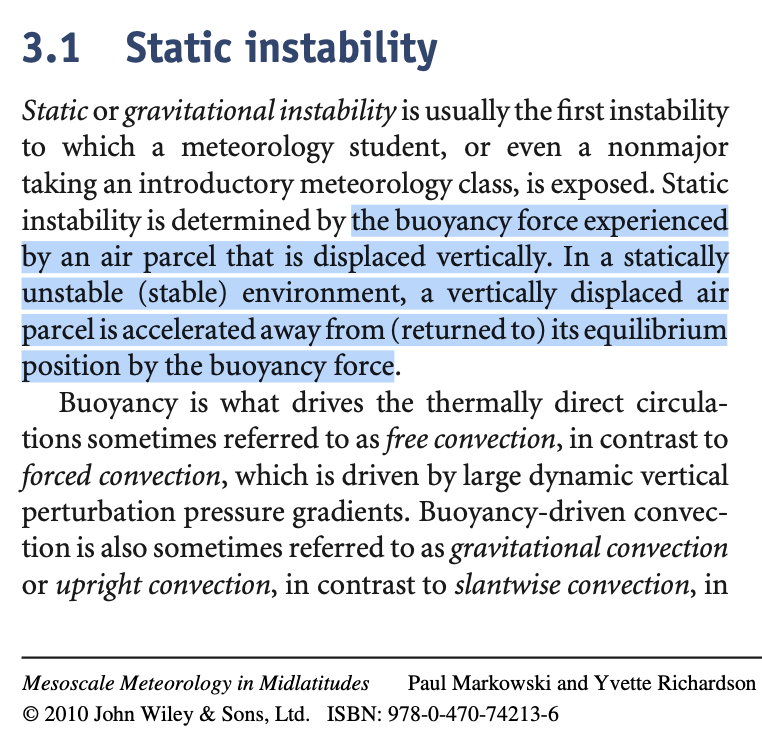 3.1 Static instability
Static or gravitational instability is usually the first instability
to which a meteorology student, or even a nonmajor
taking an introductory meteorology class, is exposed. Static
instability is determined by the buoyancy force experienced
by an air parcel that is displaced vertically. In a statically
unstable (stable) environment, a vertically displaced air
parcel is accelerated away from (returned to) its equilibrium
position by the buoyancy force.
Buoyancy is what drives the thermally direct circula-
tions sometimes referred to as free convection, in contrast to
forced convection, which is driven by large dynamic vertical
perturbation pressure gradients. Buoyancy-driven convec-
tion is also sometimes referred to as gravitational convection
or upright convection, in contrast to slantwise convection, in
Mesoscale Meteorology in Midlatitudes Paul Markowski and Yvette Richardson
© 2010 John Wiley & Sons, Ltd. ISBN: 978-0-470-74213-6